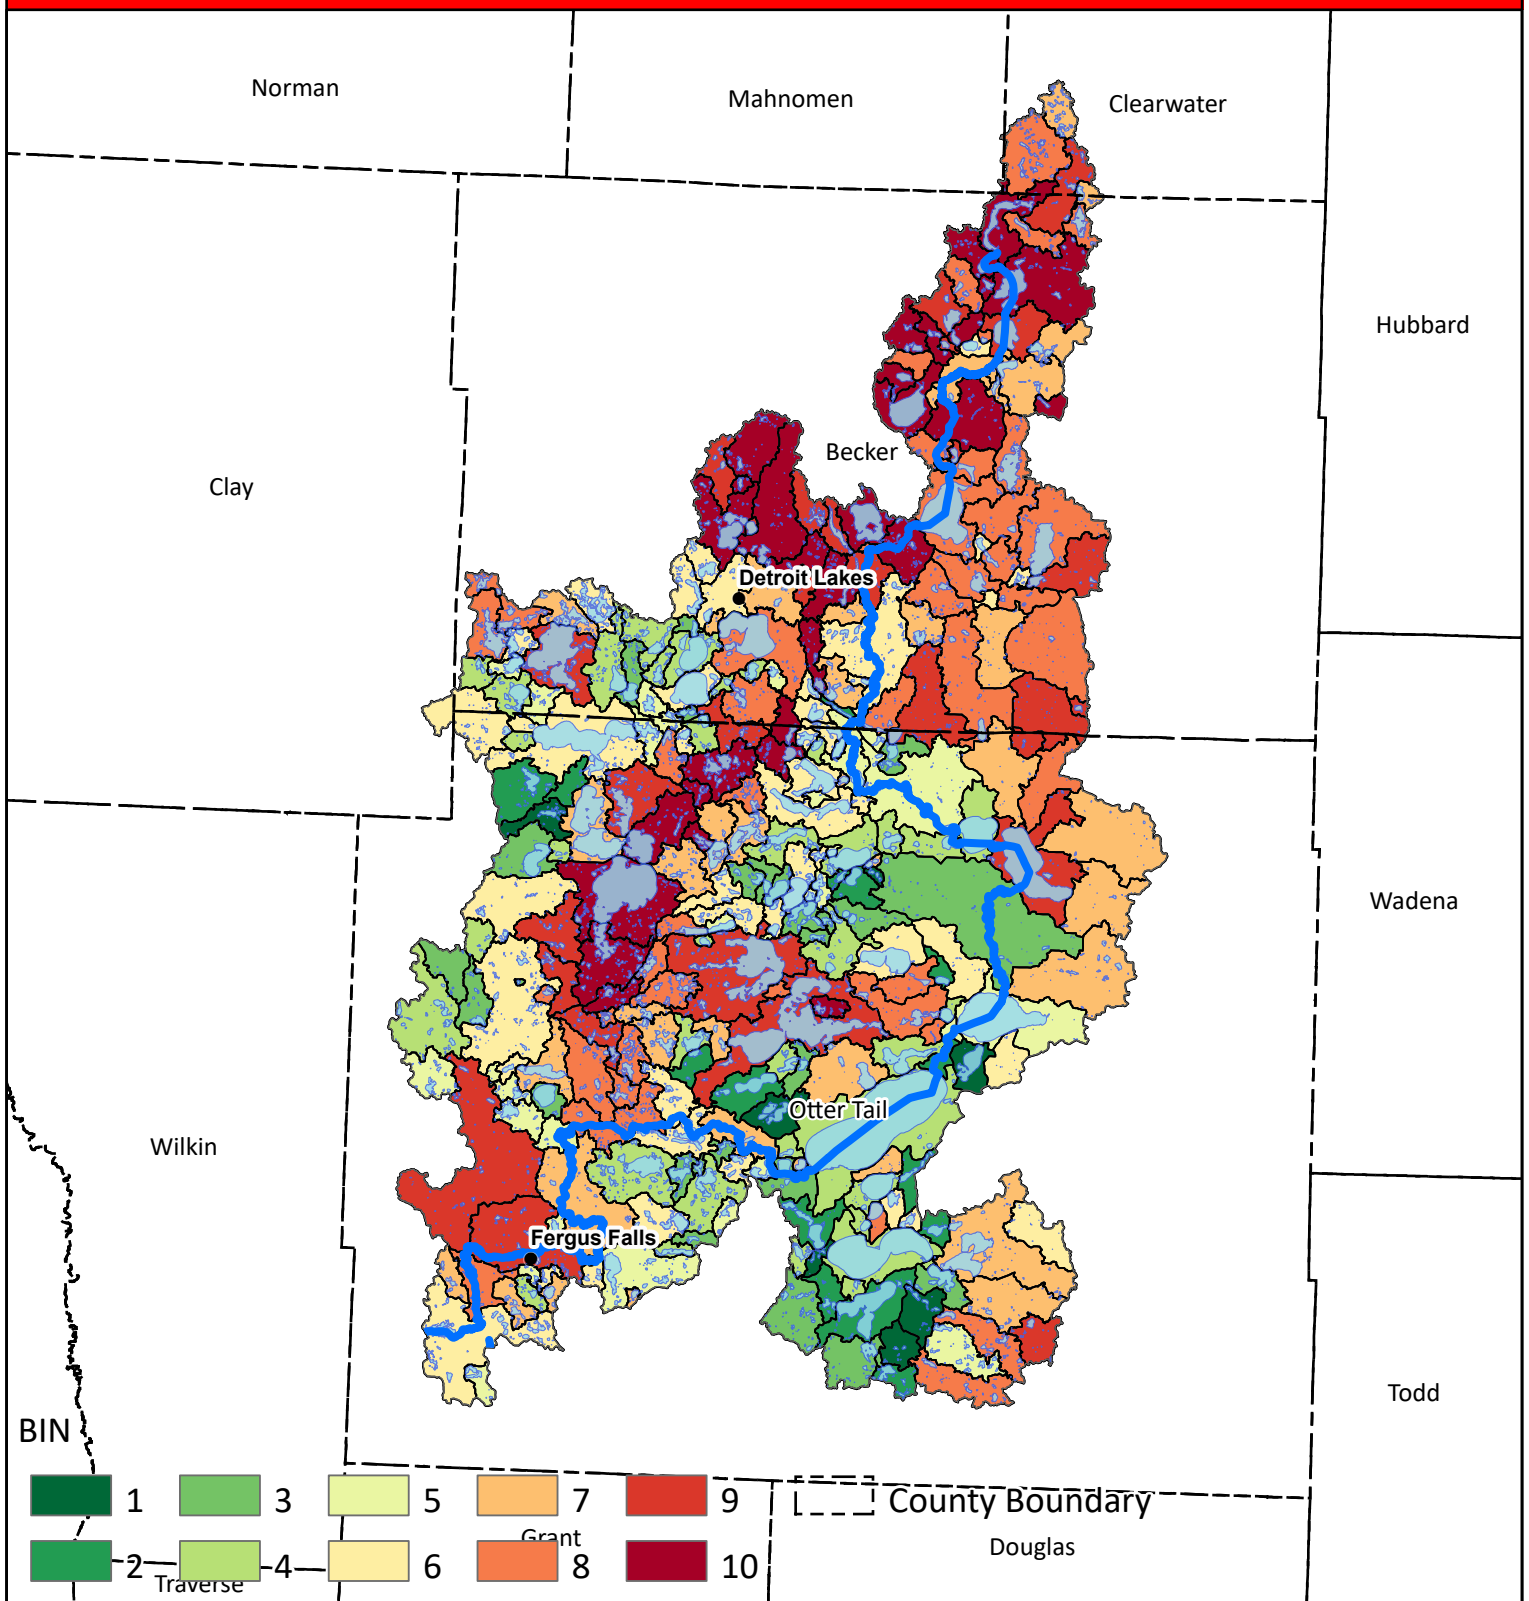 Norman
Mahnomen
Clearwater
Hubbard
Becker
Clay
Detroit Lakes
Wadena
Otter Tail
Wilkin
Fergus Falls
Todd
BIN
1
3
5
7
9
County Boundary
Grant
Douglas
2
4
6
8
10
Traverse